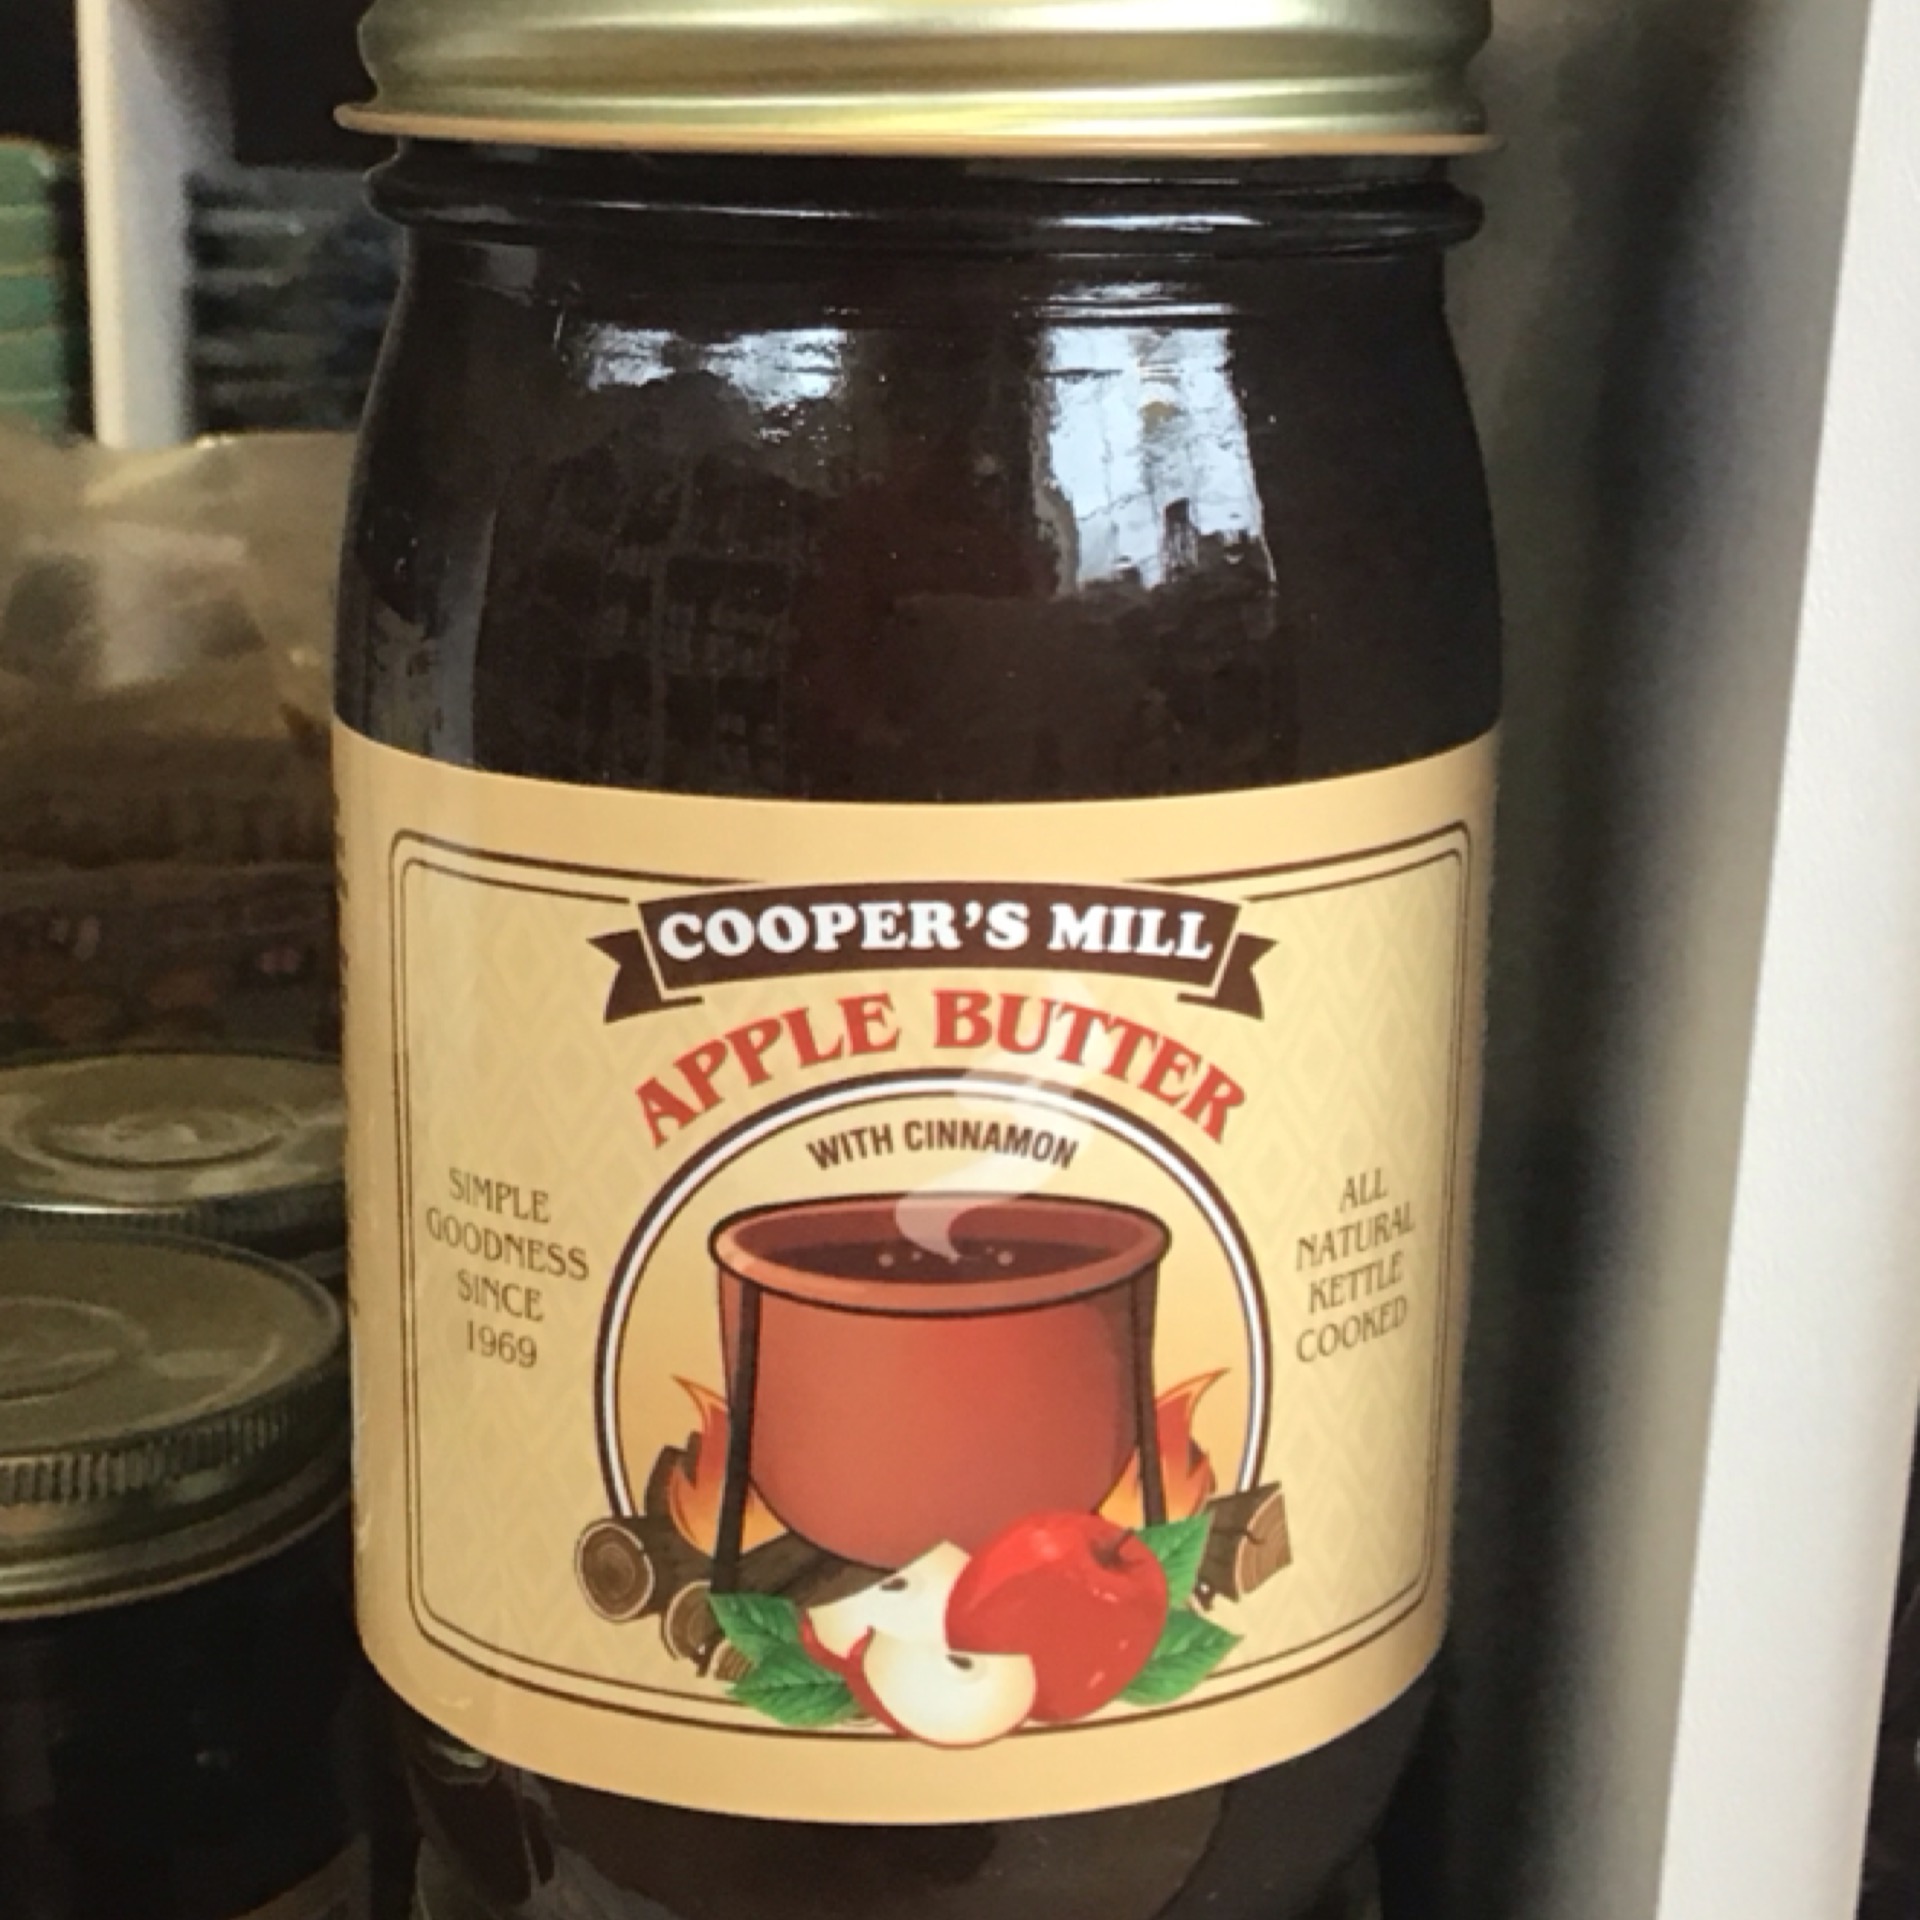 COOPER'S MILL
APPLE BUTTER
WITH CINNAMON
SIMPLE
GOODNESS
SINCE
1969
ALL
NATURAL
KETTLE
COOKED